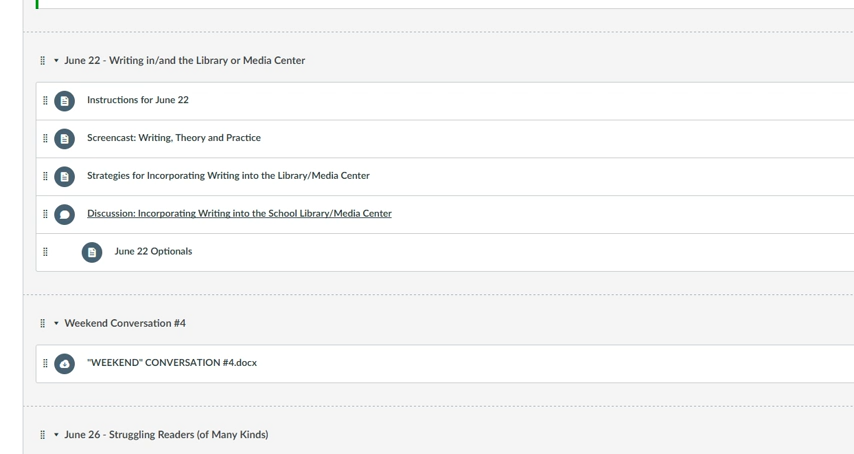 June 22 - Writing in/and the Library or Media Center
Instructions for June 22
Screencast: Writing, Theory and Practice
Strategies for Incorporating Writing into the Library/Media Center
Discussion: Incorporating Writing into the School Library/Media Center
June 22 Optionals
Weekend Conversation #4
"WEEKEND" CONVERSATION #4.docx
June 26 - Struggling Readers (of Many Kinds)